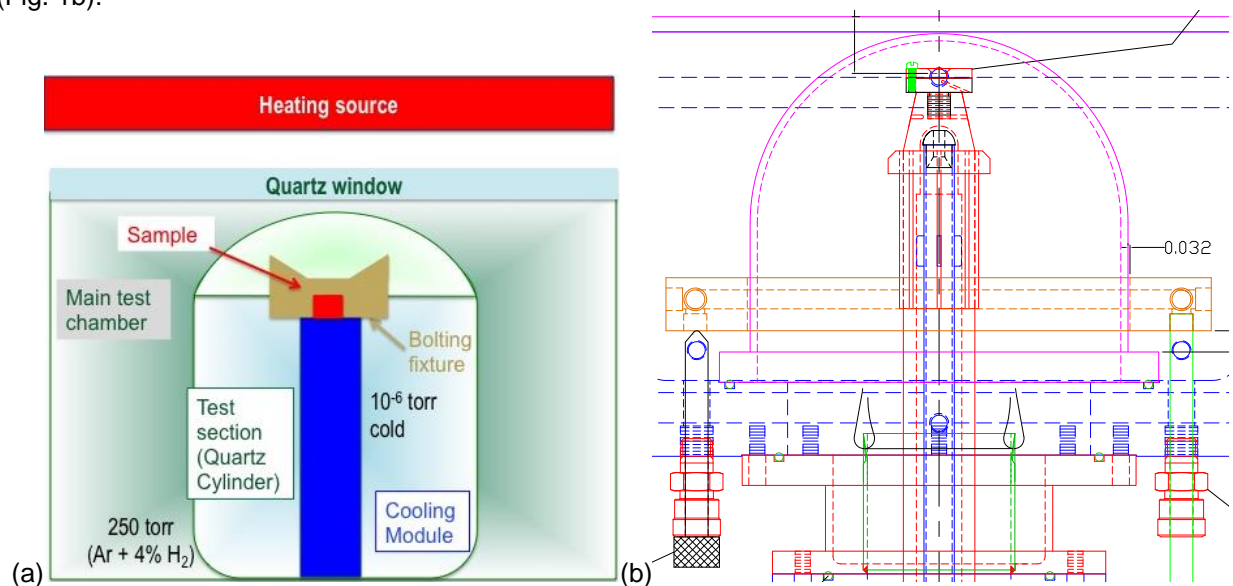 (Fig. 1b).
Heating source
Quartz window
Sample
Main test
chamber
Bolting
fixture
10-6 torr
cold
Test
section
(Quartz
Cylinder)
Cooling
Module
250 torr
(Ar + 4% H2)
(a)
0.032
(b)